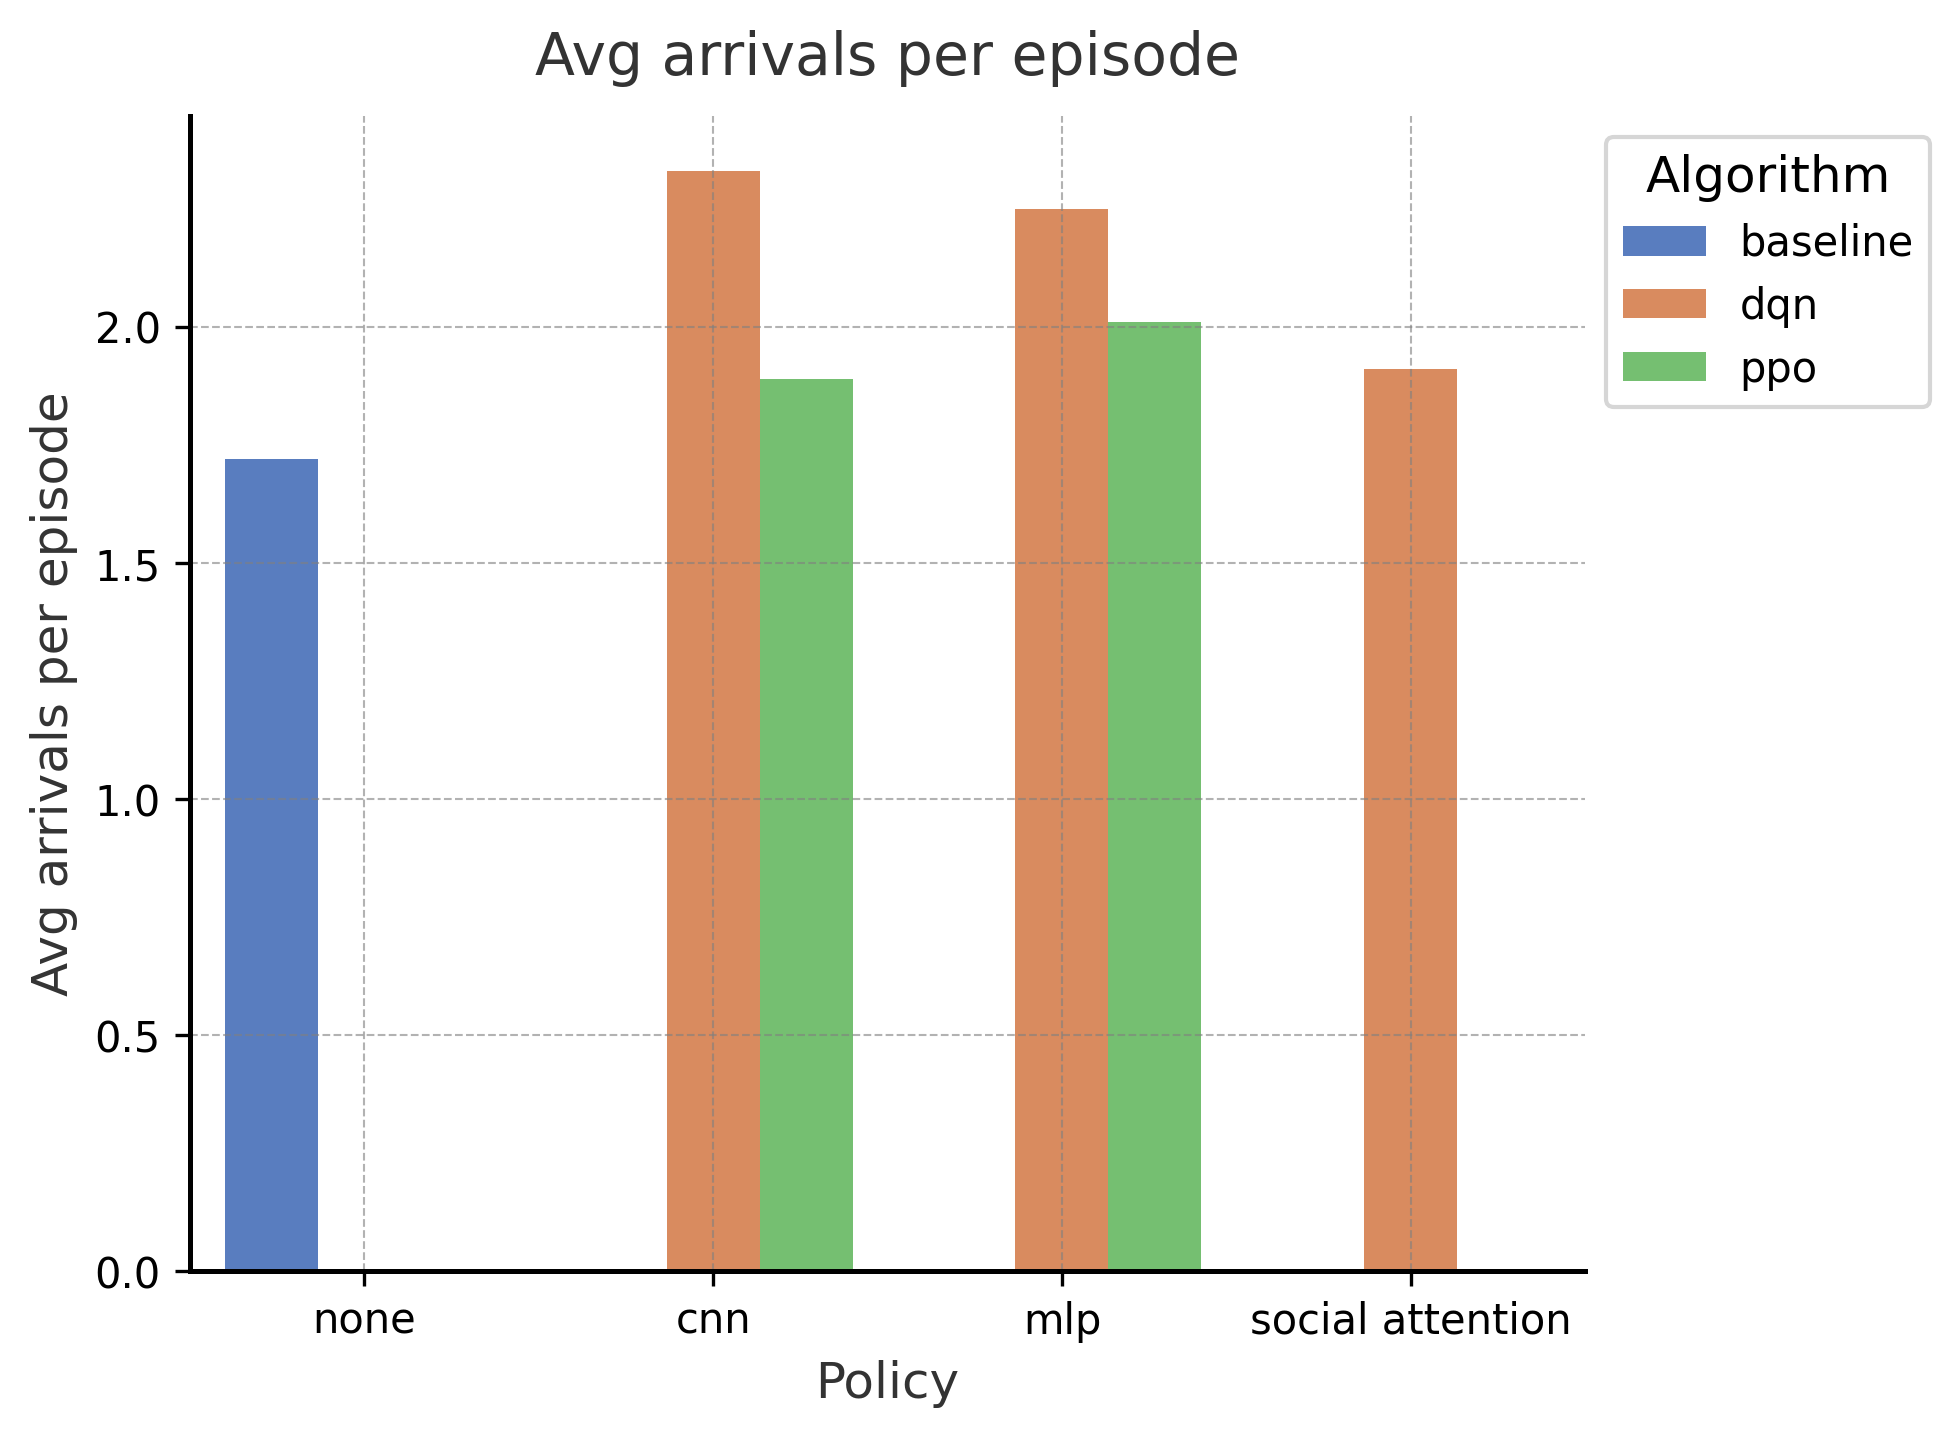 Avg arrivals per episode
Algorithm
baseline
dqn
ppo
Avg arrivals per episode
2.0
1.5
1.0
0.5
0.0
none
cnn
mlp
social attention
Policy